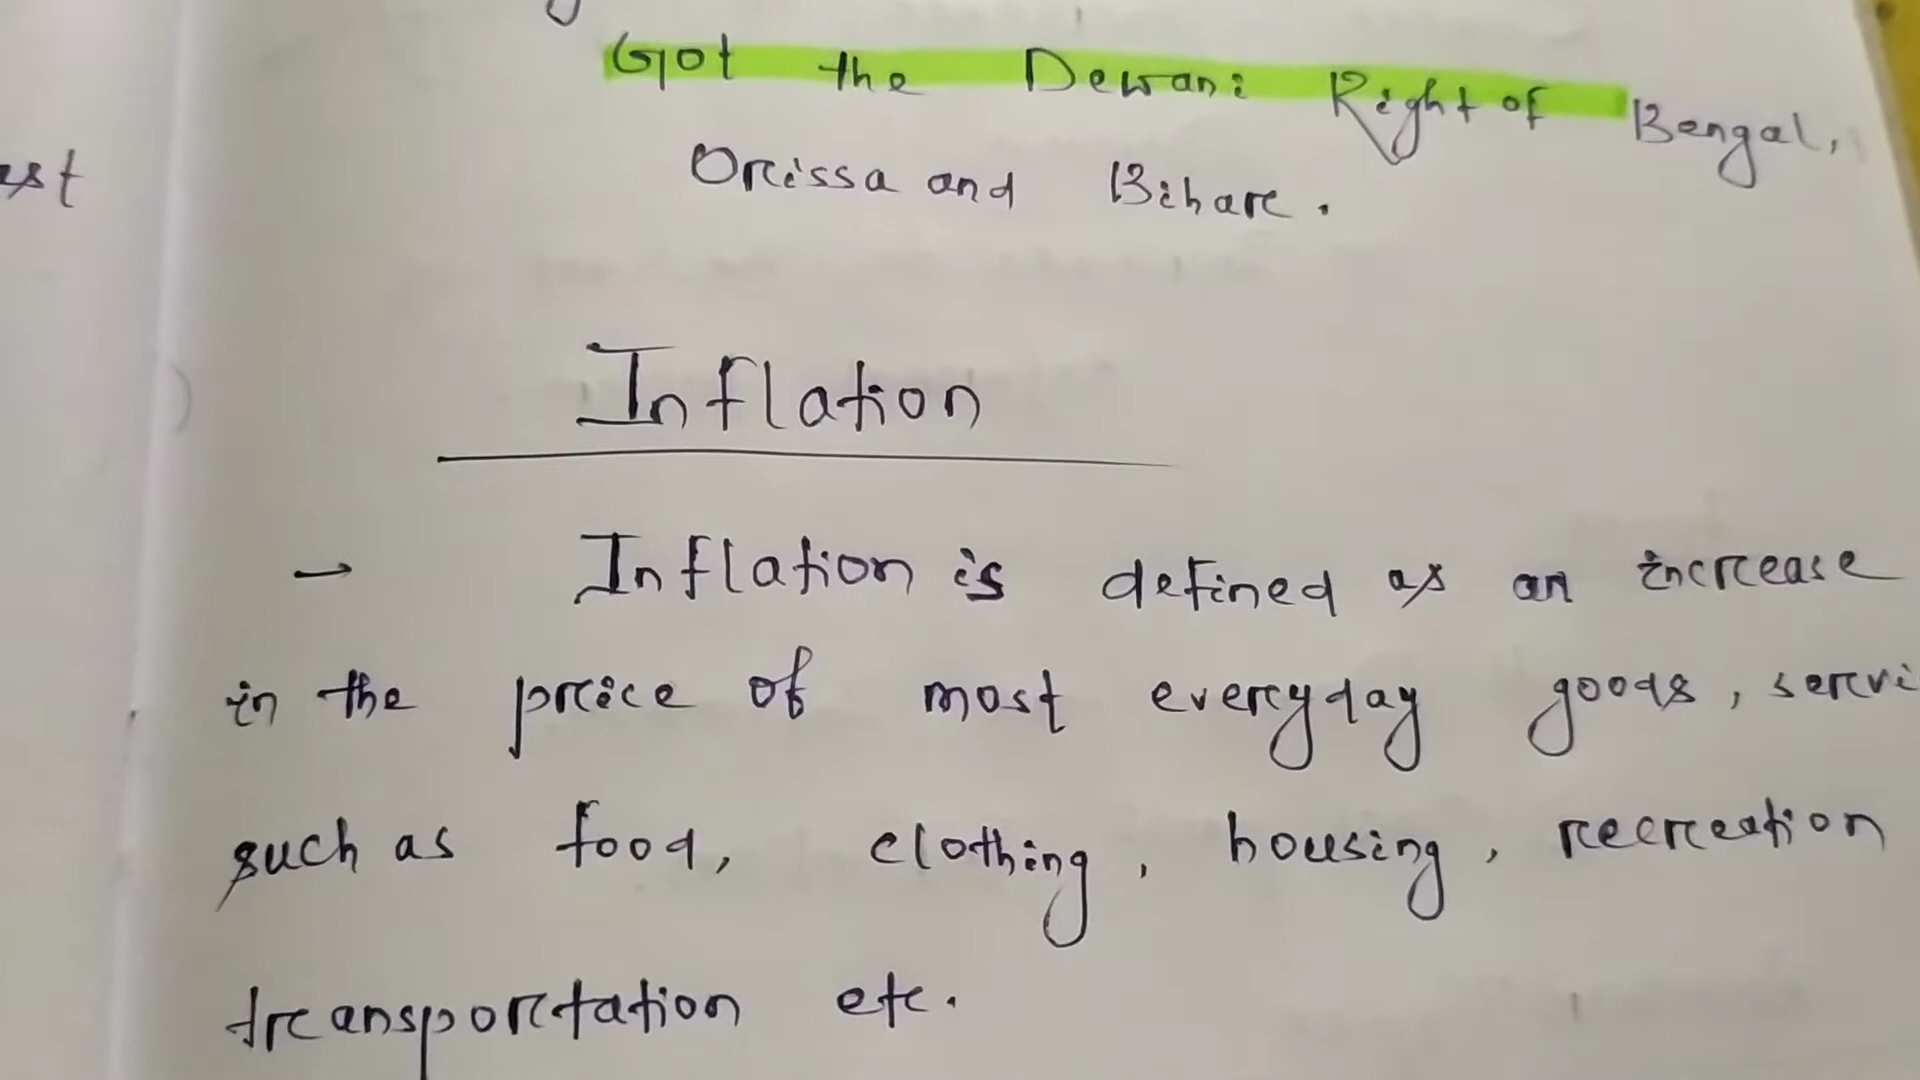 Got the Dewani Right of Bengal,
Orissa and Bihar.
est
Inflation
→ Inflation is defined as an increase
in the price of most everyday goods, servi
such as food, clothing, housing, recreation
transportation etc.